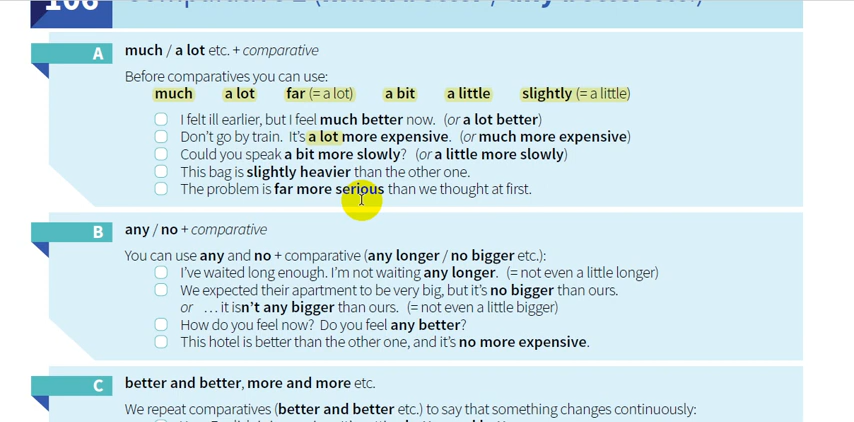 106
A
much / a lot etc. + comparative
Before comparatives you can use:
much a lot far (= a lot) a bit a little slightly (= a little)
I felt ill earlier, but I feel much better now. (or a lot better)
Don't go by train. It's a lot more expensive. (or much more expensive)
Could you speak a bit more slowly? (or a little more slowly)
This bag is slightly heavier than the other one.
The problem is far more serious than we thought at first.
B
any / no + comparative
You can use any and no + comparative (any longer / no bigger etc.):
I've waited long enough. I'm not waiting any longer. (= not even a little longer)
We expected their apartment to be very big, but it's no bigger than ours.
or … it isn't any bigger than ours. (= not even a little bigger)
How do you feel now? Do you feel any better?
This hotel is better than the other one, and it's no more expensive.
C
better and better, more and more etc.
We repeat comparatives (better and better etc.) to say that something changes continuously: